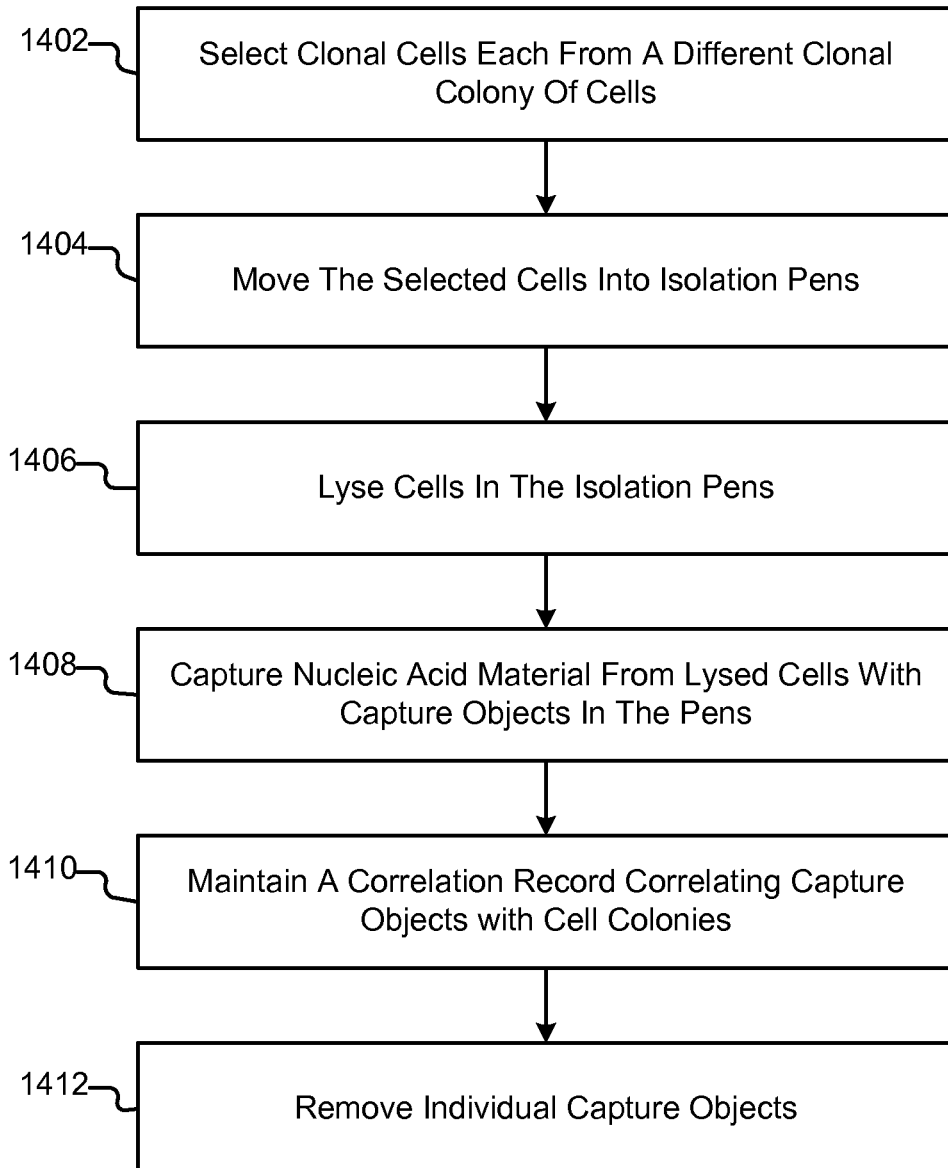 1402
Select Clonal Cells Each From A Different Clonal
Colony Of Cells
1404
Move The Selected Cells Into Isolation Pens
1406
Lyse Cells In The Isolation Pens
1408
Capture Nucleic Acid Material From Lysed Cells With
Capture Objects In The Pens
1410
Maintain A Correlation Record Correlating Capture
Objects with Cell Colonies
1412
Remove Individual Capture Objects